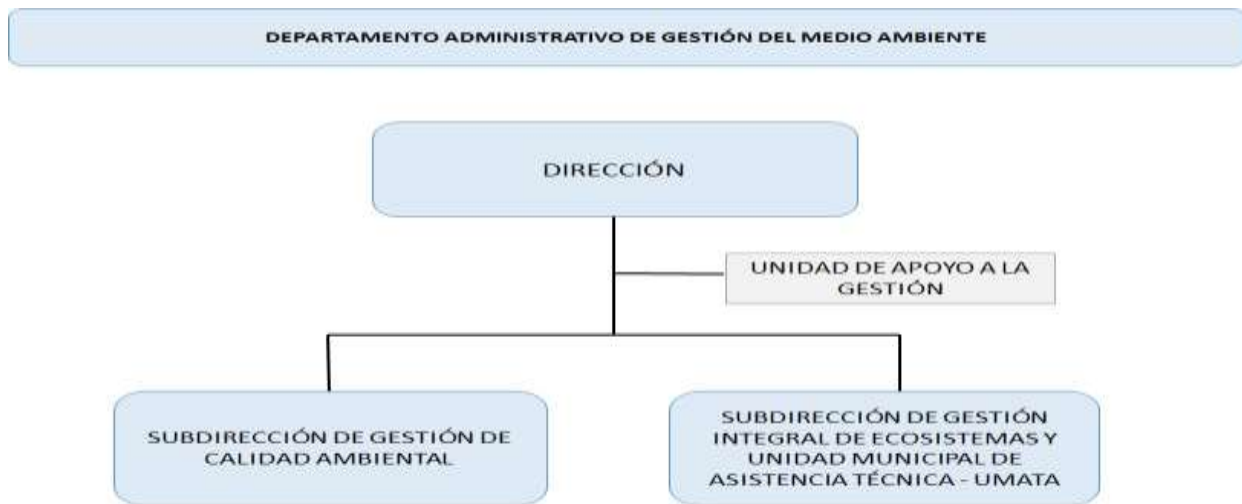 DEPARTAMENTO ADMINISTRATIVO DE GESTIÓN DEL MEDIO AMBIENTE
DIRECCIÓN
UNIDAD DE APOYO A LA
GESTIÓN
SUBDIRECCIÓN DE GESTIÓN DE
CALIDAD AMBIENTAL
SUBDIRECCIÓN DE GESTIÓN
INTEGRAL DE ECOSISTEMAS Y
UNIDAD MUNICIPAL DE
ASISTENCIA TÉCNICA - UMATA